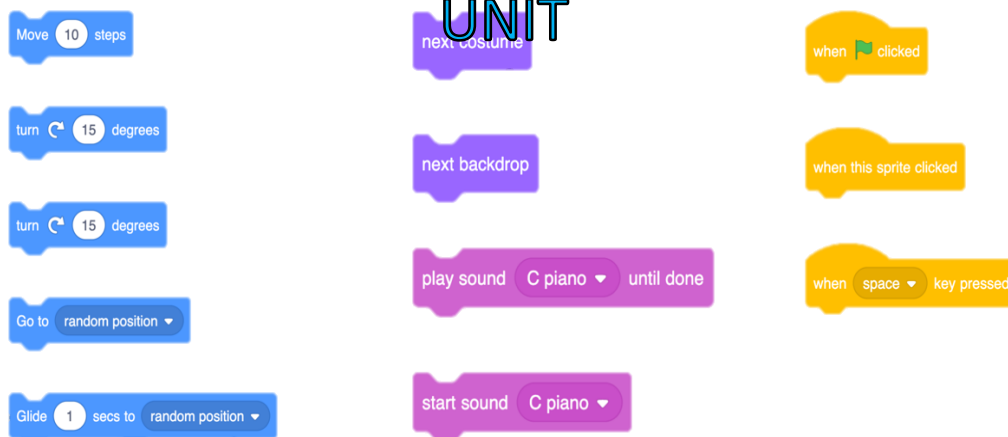 UNIT
Move 10 steps
turn 15 degrees
turn 15 degrees
Go to random position
Glide 1 secs to random position
next costume
next backdrop
play sound C piano until done
start sound C piano
when clicked
when this sprite clicked
when space key pressed